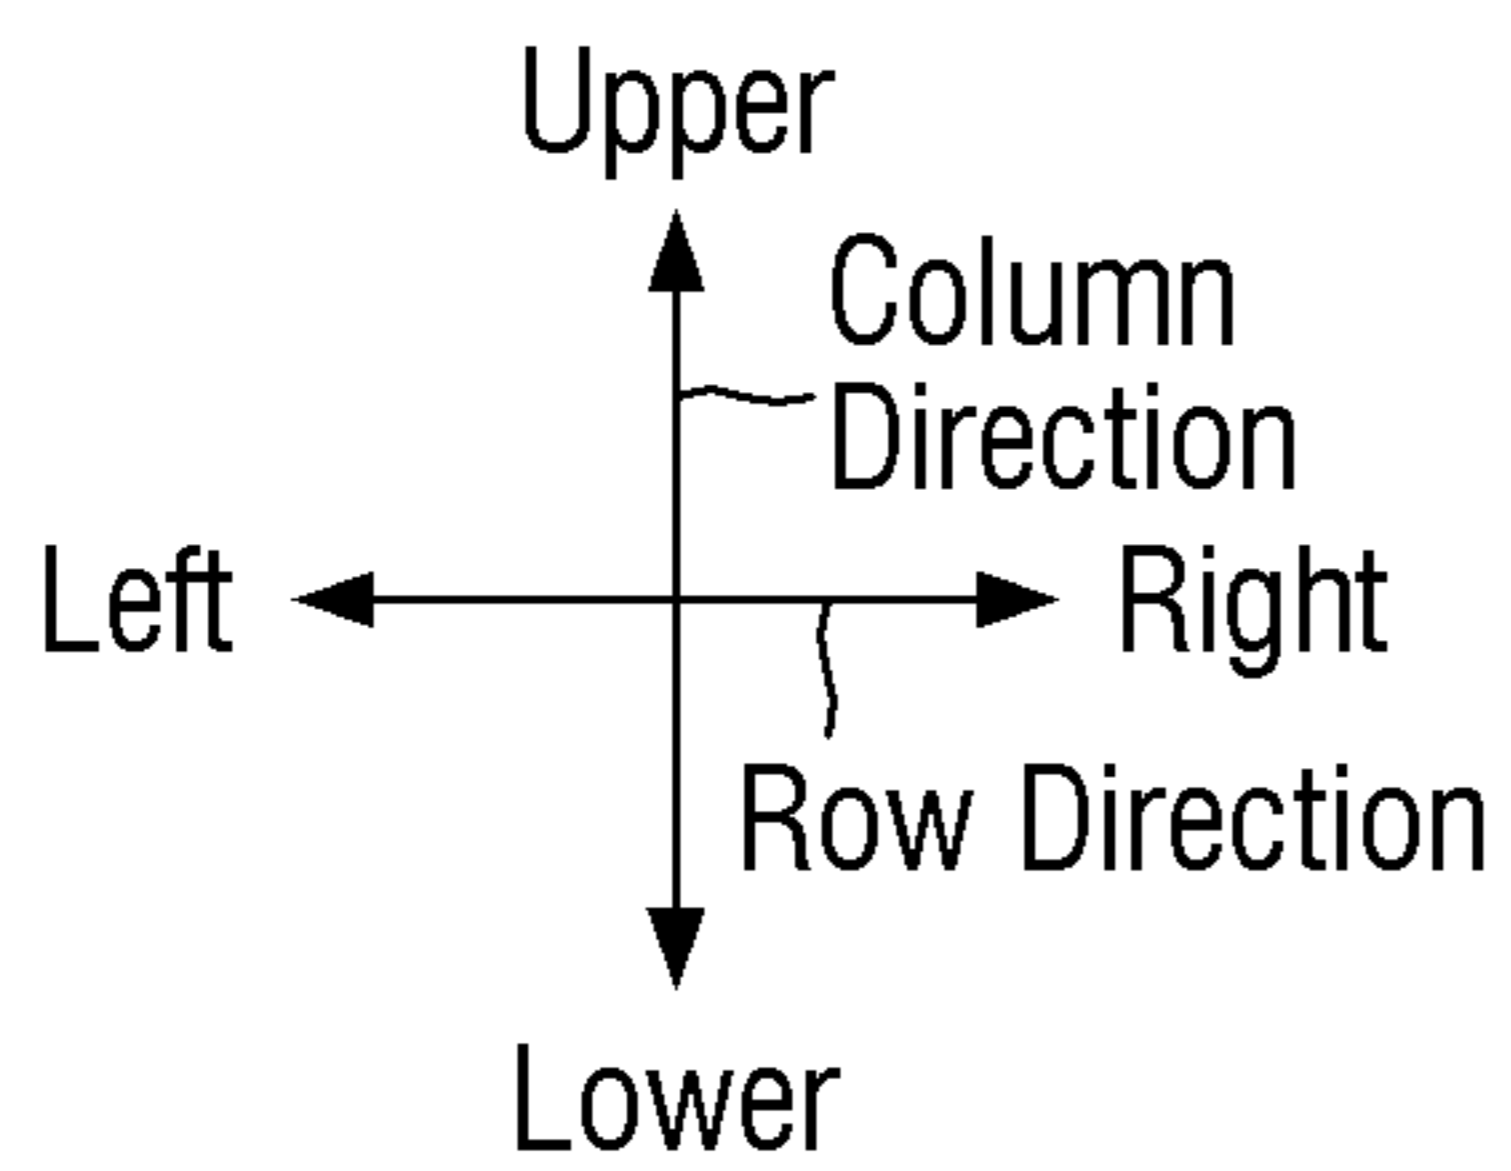 Upper
Column
Direction
Left
Right
Row Direction
Lower